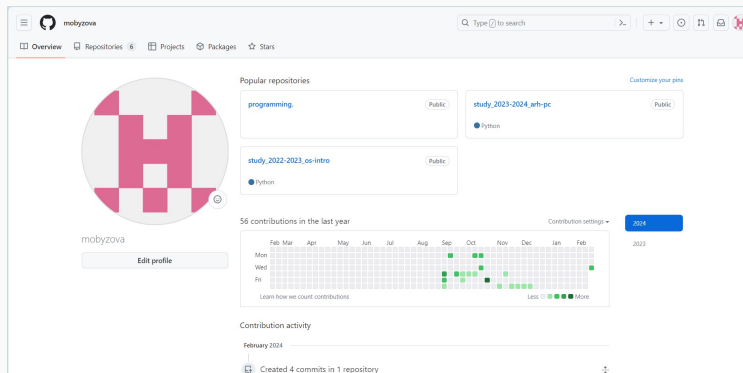 mobyzova
Type / to search
Overview Repositories 6 Projects Packages Stars
Popular repositories Customize your pins
programming. Public
study_2023-2024_arh-pc Public
Python
study_2022-2023_os-intro Public
Python
mobyzova
Edit profile
56 contributions in the last year Contribution settings 2024
2023
Feb Mar Apr May Jun Jul Aug Sep Oct Nov Dec Jan Feb
Mon
Wed
Fri
Learn how we count contributions Less More
Contribution activity
February 2024
Created 4 commits in 1 repository